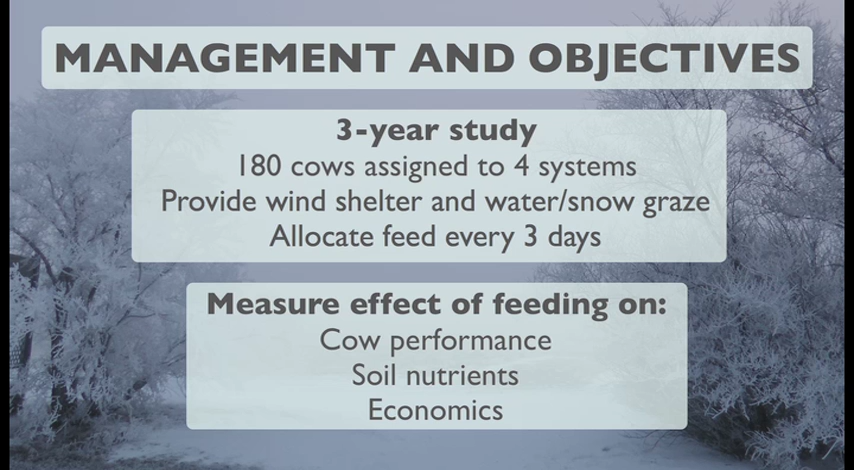 MANAGEMENT AND OBJECTIVES
3-year study
180 cows assigned to 4 systems
Provide wind shelter and water/snow graze
Allocate feed every 3 days
Measure effect of feeding on:
Cow performance
Soil nutrients
Economics